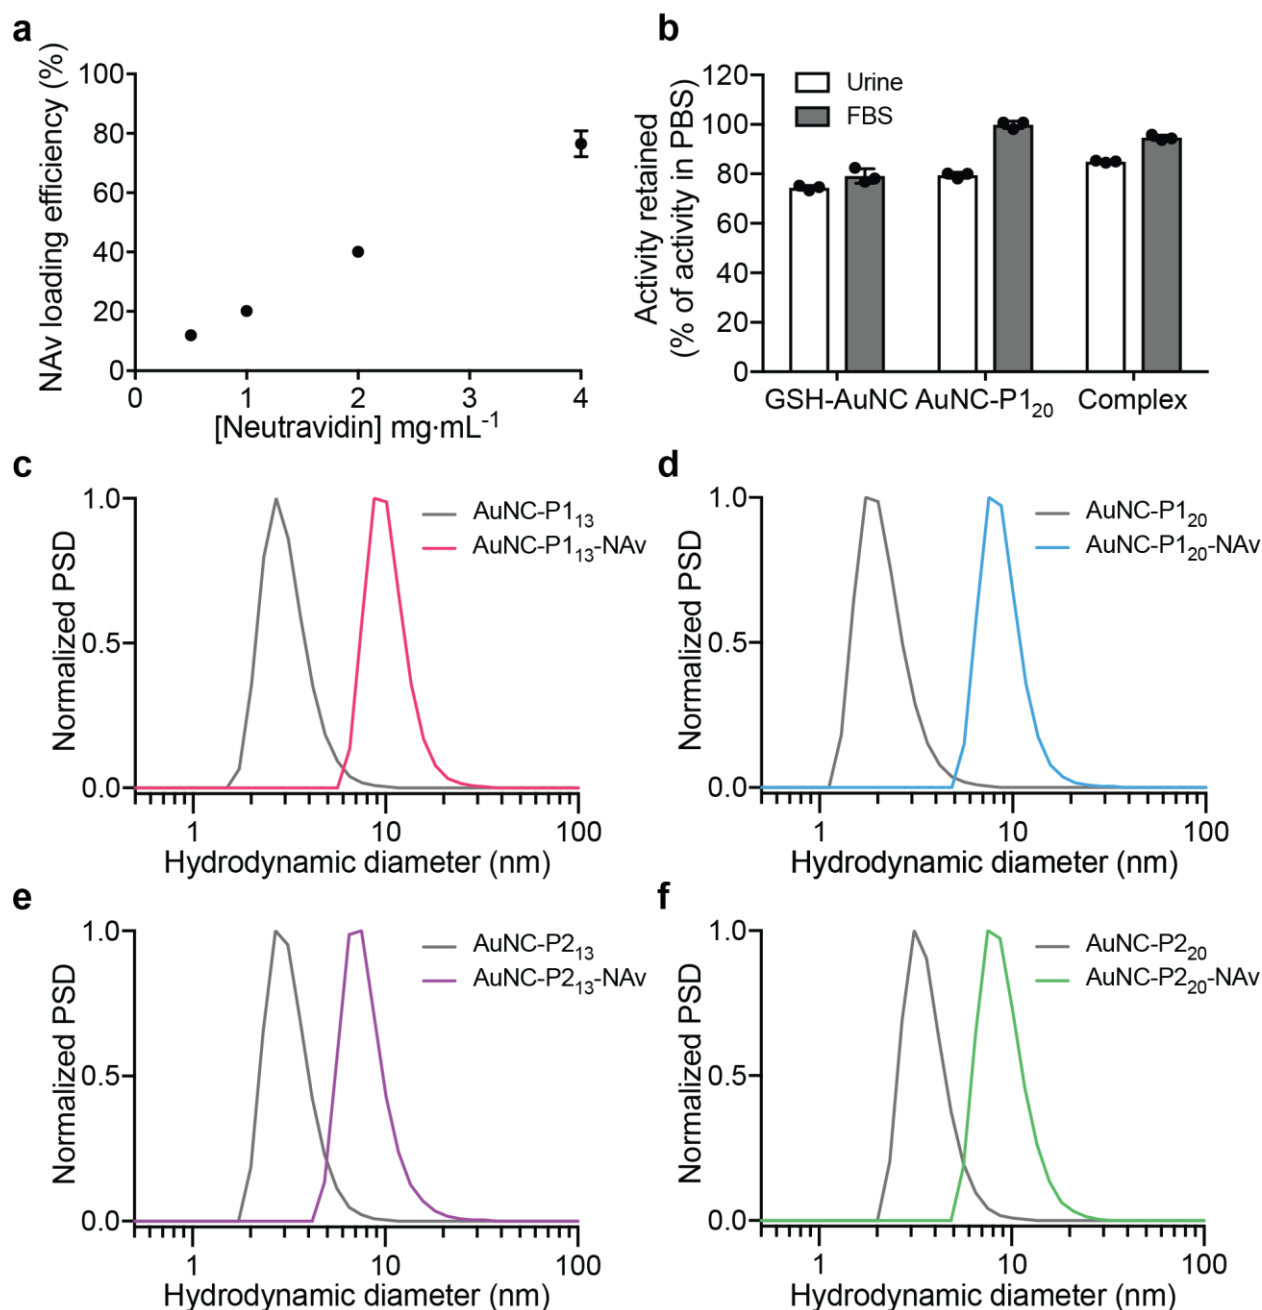 a
NAv loading efficiency (%)
100
80
60
40
20
0
0 1 2 3 4
[Neutravidin] mg·mL⁻¹
b
Activity retained
(% of activity in PBS)
120
100
80
60
40
20
0
Urine
FBS
GSH-AuNC AuNC-P1₂₀ Complex
c
Normalized PSD
1.0
0.5
0.0
AuNC-P1₁₃
AuNC-P1₁₃-NAv
1 10 100
Hydrodynamic diameter (nm)
d
Normalized PSD
1.0
0.5
0.0
AuNC-P1₂₀
AuNC-P1₂₀-NAv
1 10 100
Hydrodynamic diameter (nm)
e
Normalized PSD
1.0
0.5
0.0
AuNC-P2₁₃
AuNC-P2₁₃-NAv
1 10 100
Hydrodynamic diameter (nm)
f
Normalized PSD
1.0
0.5
0.0
AuNC-P2₂₀
AuNC-P2₂₀-NAv
1 10 100
Hydrodynamic diameter (nm)